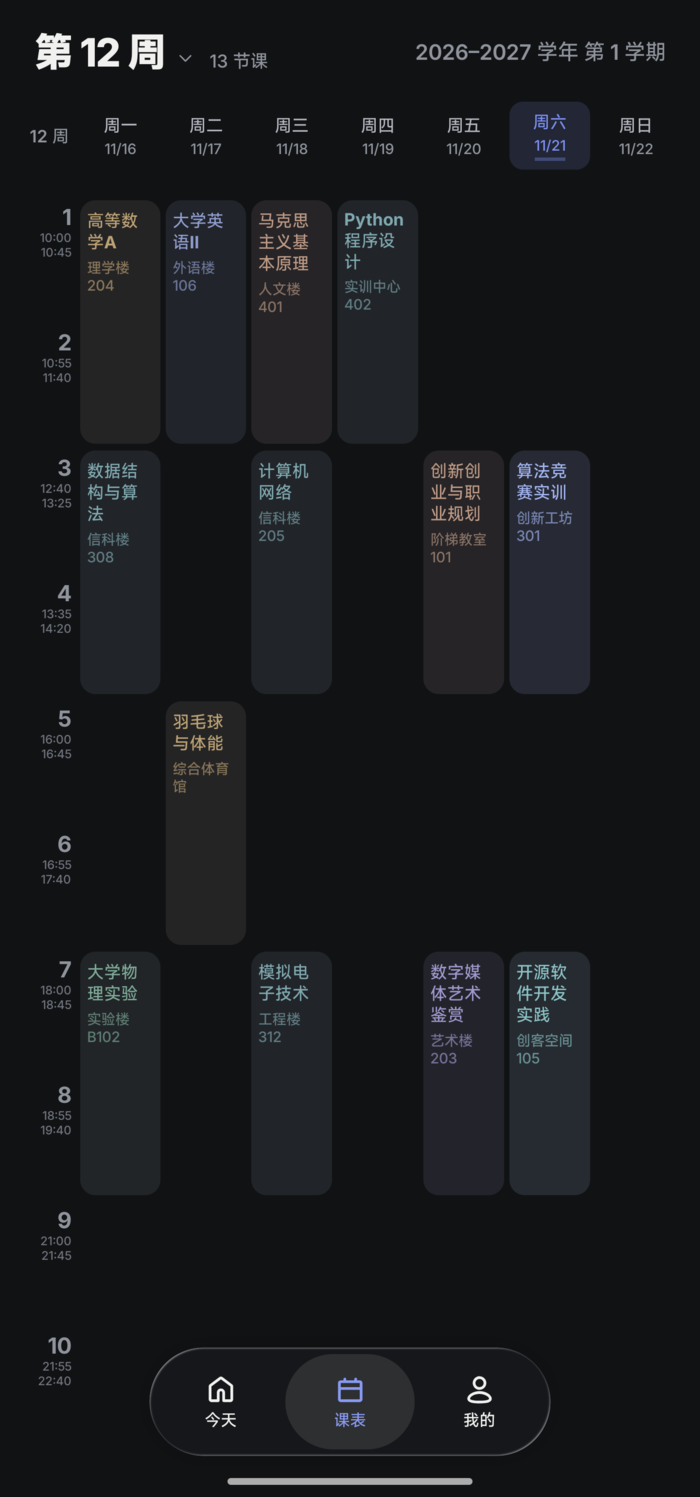 第 12 周
13 节课
2026–2027 学年 第 1 学期
12 周
周一
11/16
周二
11/17
周三
11/18
周四
11/19
周五
11/20
周六
11/21
周日
11/22
1
10:00
10:45
高等数
学A
理学楼
204
大学英
语II
外语楼
106
马克思
主义基
本原理
人文楼
401
Python
程序设
计
实训中心
402
2
10:55
11:40
3
12:40
13:25
数据结
构与算
法
信科楼
308
计算机
网络
信科楼
205
创新创
业与职
业规划
阶梯教室
101
算法竞
赛实训
创新工坊
301
4
13:35
14:20
5
16:00
16:45
羽毛球
与体能
综合体育
馆
6
16:55
17:40
7
18:00
18:45
大学物
理实验
实验楼
B102
模拟电
子技术
工程楼
312
数字媒
体艺术
鉴赏
艺术楼
203
开源软
件开发
实践
创客空间
105
8
18:55
19:40
9
21:00
21:45
10
21:55
22:40
今天
课表
我的